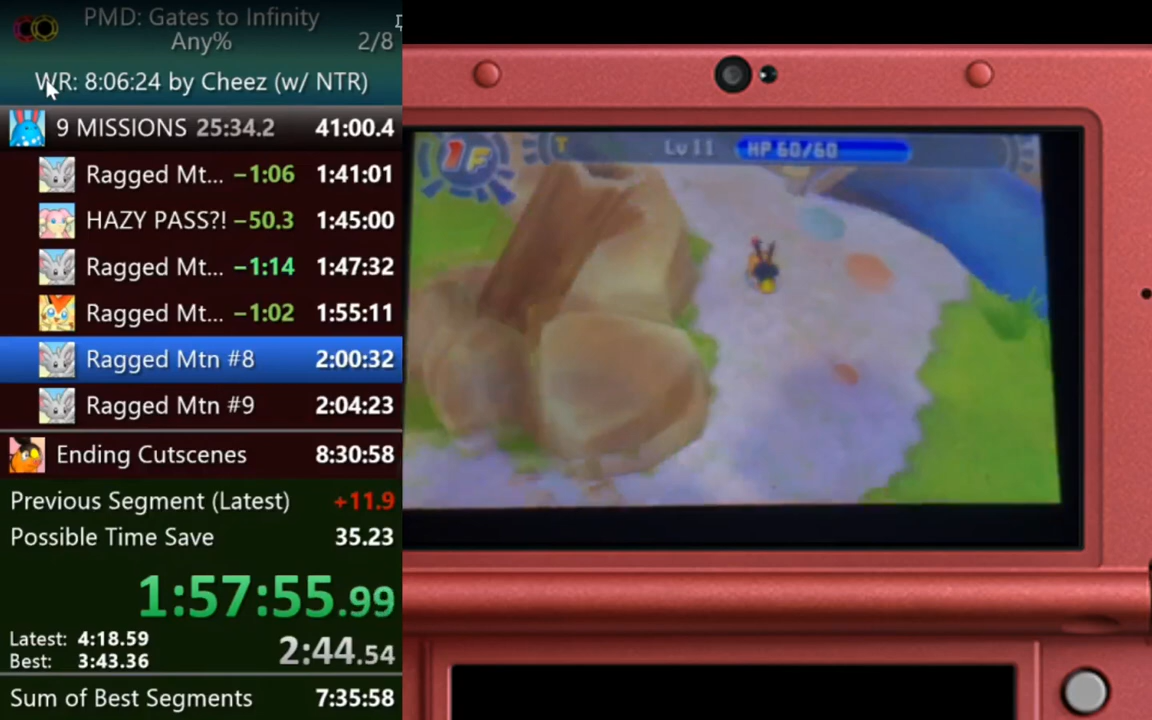 PMD: Gates to Infinity
Any% 2/8
WR: 8:06:24 by Cheez (w/ NTR)
9 MISSIONS 25:34.2 41:00.4
Ragged Mt... −1:06 1:41:01
HAZY PASS?! −50.3 1:45:00
Ragged Mt... −1:14 1:47:32
Ragged Mt... −1:02 1:55:11
Ragged Mtn #8 2:00:32
Ragged Mtn #9 2:04:23
Ending Cutscenes 8:30:58
Previous Segment (Latest) +11.9
Possible Time Save 35.23
1:57:55.99
Latest: 4:18.59
Best: 3:43.36
2:44.54
Sum of Best Segments 7:35:58
1F Lv11 HP 60/60